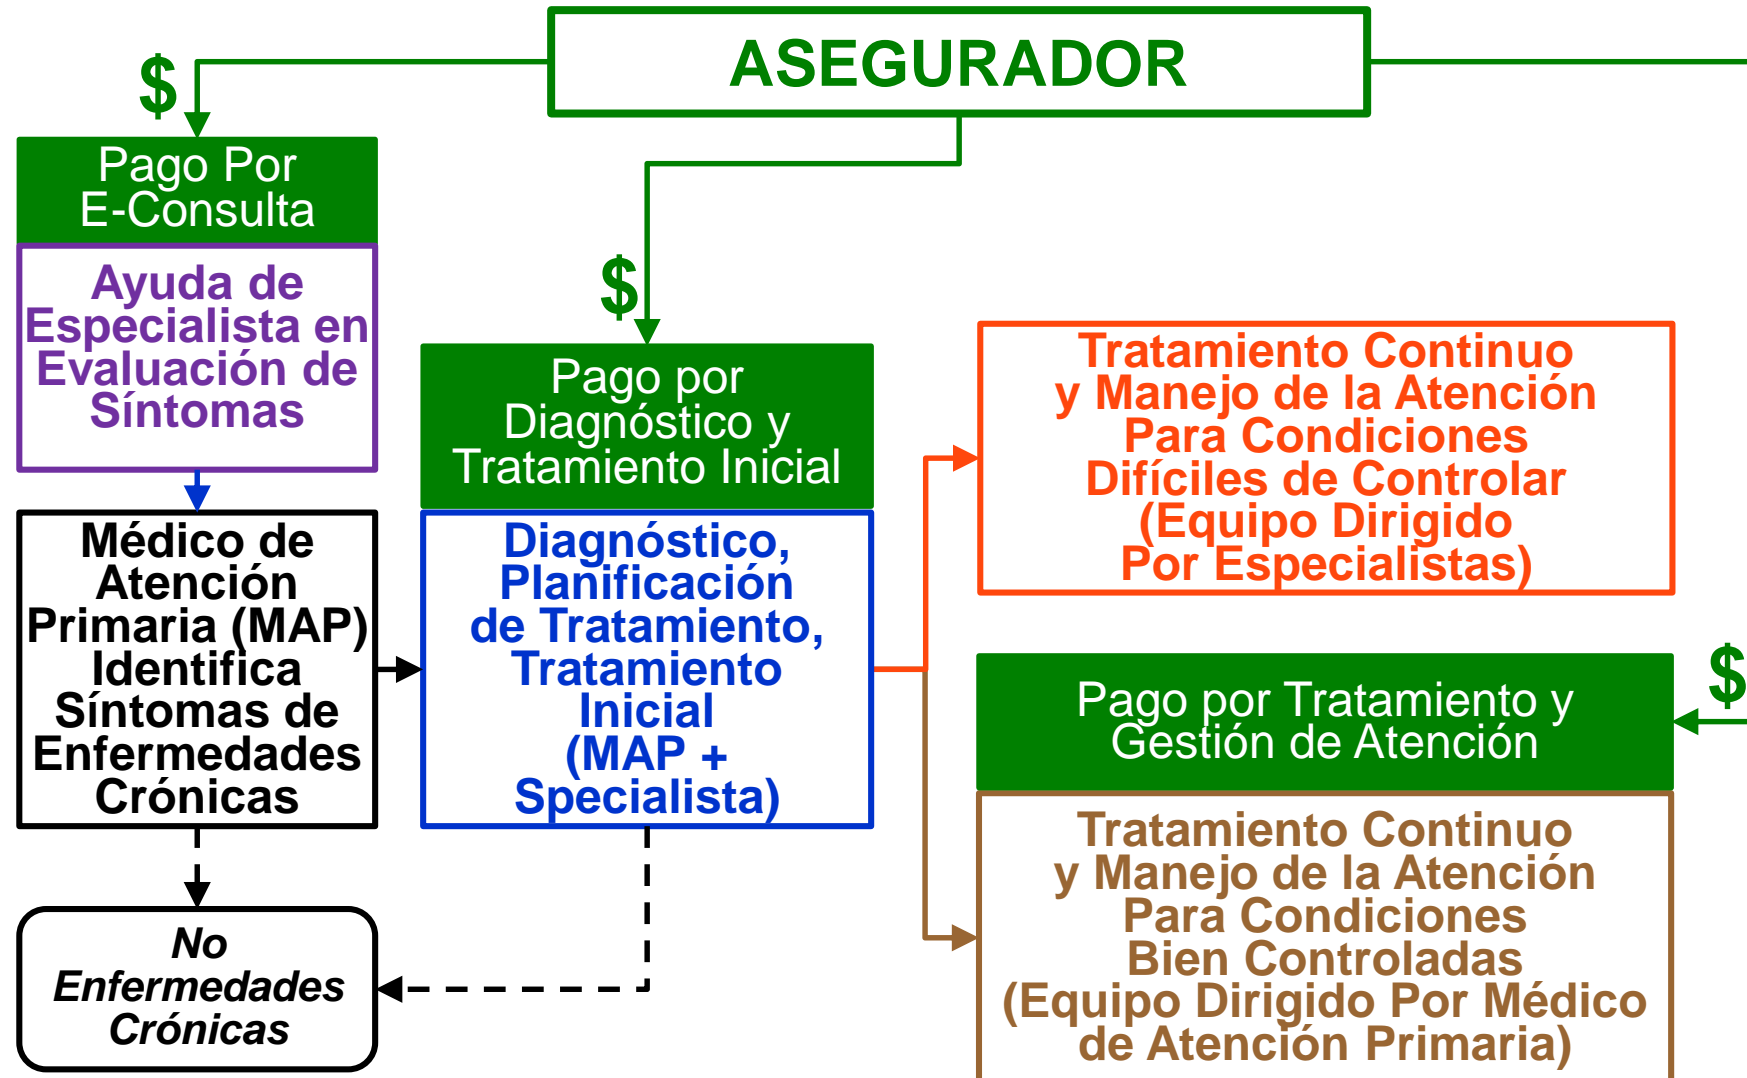 ASEGURADOR
$
Pago Por
E-Consulta
Ayuda de
Especialista en
Evaluación de
Síntomas
Médico de
Atención
Primaria (MAP)
Identifica
Síntomas de
Enfermedades
Crónicas
No
Enfermedades
Crónicas
$
Pago por
Diagnóstico y
Tratamiento Inicial
Diagnóstico,
Planificación
de Tratamiento,
Tratamiento
Inicial
(MAP +
Specialista)
Tratamiento Continuo
y Manejo de la Atención
Para Condiciones
Difíciles de Controlar
(Equipo Dirigido
Por Especialistas)
$
Pago por Tratamiento y
Gestión de Atención
Tratamiento Continuo
y Manejo de la Atención
Para Condiciones
Bien Controladas
(Equipo Dirigido Por Médico
de Atención Primaria)